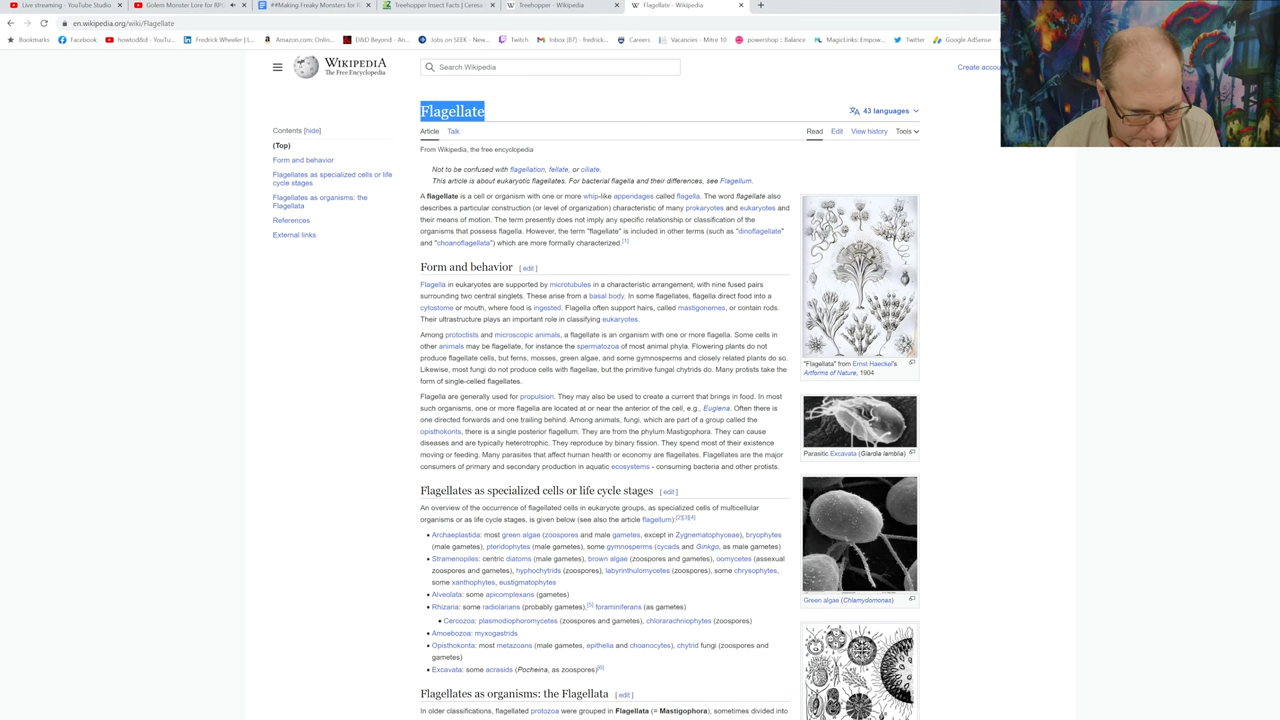 Live streaming - YouTube Studio
Golem Monster Lore for RP
##Making Freaky Monsters for
Treehopper Insect Facts | Ceres
Treehopper - Wikipedia
Flagellate - Wikipedia
en.wikipedia.org/wiki/Flagellate
Bookmarks
Facebook
howtod&d - YouTu...
Fredrick Wheeler | L...
Amazon.com: Onlin...
D&D Beyond - An...
Jobs on SEEK - New...
Twitch
Inbox (87) - fredrick...
Careers
Vacancies - Mitre 10
powershop :: Balance
MagicLinks: Empow...
Twitter
Google AdSense
WIKIPEDIA
The Free Encyclopedia
Search Wikipedia
Create accou
Flagellate
43 languages
Contents [hide]
(Top)
Form and behavior
Flagellates as specialized cells or life
cycle stages
Flagellates as organisms: the
Flagellata
References
External links
Article Talk
Read Edit View history Tools
From Wikipedia, the free encyclopedia
Not to be confused with flagellation, fellate, or ciliate.
This article is about eukaryotic flagellates. For bacterial flagella and their differences, see Flagellum.
A flagellate is a cell or organism with one or more whip-like appendages called flagella. The word flagellate also
describes a particular construction (or level of organization) characteristic of many prokaryotes and eukaryotes and
their means of motion. The term presently does not imply any specific relationship or classification of the
organisms that possess flagella. However, the term "flagellate" is included in other terms (such as "dinoflagellate"
and "choanoflagellata") which are more formally characterized.[1]
Form and behavior [ edit ]
Flagella in eukaryotes are supported by microtubules in a characteristic arrangement, with nine fused pairs
surrounding two central singlets. These arise from a basal body. In some flagellates, flagella direct food into a
cytostome or mouth, where food is ingested. Flagella often support hairs, called mastigonemes, or contain rods.
Their ultrastructure plays an important role in classifying eukaryotes.
Among protoctists and microscopic animals, a flagellate is an organism with one or more flagella. Some cells in
other animals may be flagellate, for instance the spermatozoa of most animal phyla. Flowering plants do not
produce flagellate cells, but ferns, mosses, green algae, and some gymnosperms and closely related plants do so.
Likewise, most fungi do not produce cells with flagellae, but the primitive fungal chytrids do. Many protists take the
form of single-celled flagellates.
Flagella are generally used for propulsion. They may also be used to create a current that brings in food. In most
such organisms, one or more flagella are located at or near the anterior of the cell, e.g., Euglena. Often there is
one directed forwards and one trailing behind. Among animals, fungi, which are part of a group called the
opisthokonts, there is a single posterior flagellum. They are from the phylum Mastigophora. They can cause
diseases and are typically heterotrophic. They reproduce by binary fission. They spend most of their existence
moving or feeding. Many parasites that affect human health or economy are flagellates. Flagellates are the major
consumers of primary and secondary production in aquatic ecosystems - consuming bacteria and other protists.
Flagellates as specialized cells or life cycle stages [ edit ]
An overview of the occurrence of flagellated cells in eukaryote groups, as specialized cells of multicellular
organisms or as life cycle stages, is given below (see also the article flagellum):[2][3][4]
• Archaeplastida: most green algae (zoospores and male gametes, except in Zygnematophyceae), bryophytes
(male gametes), pteridophytes (male gametes), some gymnosperms (cycads and Ginkgo, as male gametes)
• Stramenopiles: centric diatoms (male gametes), brown algae (zoospores and gametes), oomycetes (assexual
zoospores and gametes), hyphochytrids (zoospores), labyrinthulomycetes (zoospores), some chrysophytes,
some xanthophytes, eustigmatophytes
• Alveolata: some apicomplexans (gametes)
• Rhizaria: some radiolarians (probably gametes),[5] foraminiferans (as gametes)
• Cercozoa: plasmodiophoromycetes (zoospores and gametes), chlorarachniophytes (zoospores)
• Amoebozoa: myxogastrids
• Opisthokonta: most metazoans (male gametes, epithelia and choanocytes), chytrid fungi (zoospores and
gametes)
• Excavata: some acrasids (Pocheina, as zoospores)[6]
Flagellates as organisms: the Flagellata [ edit ]
In older classifications, flagellated protozoa were grouped in Flagellata (= Mastigophora), sometimes divided into
"Flagellata" from Ernst Haeckel's
Artforms of Nature, 1904
Parasitic Excavata (Giardia lamblia)
Green algae (Chlamydomonas)